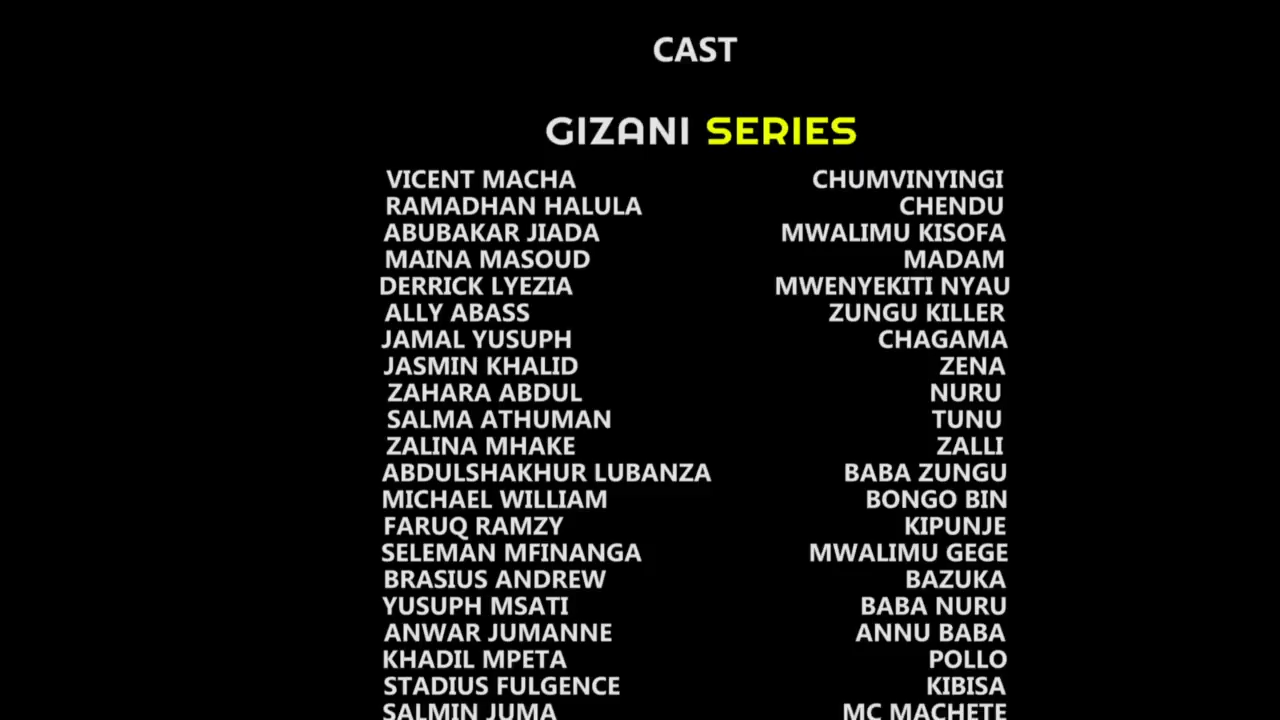 CAST
GIZANI SERIES
VICENT MACHA CHUMVINYINGI
RAMADHAN HALULA CHENDU
ABUBAKAR JIADA MWALIMU KISOFA
MAINA MASOUD MADAM
DERRICK LYEZIA MWENYEKITI NYAU
ALLY ABASS ZUNGU KILLER
JAMAL YUSUPH CHAGAMA
JASMIN KHALID ZENA
ZAHARA ABDUL NURU
SALMA ATHUMAN TUNU
ZALINA MHAKE ZALLI
ABDULSHAKHUR LUBANZA BABA ZUNGU
MICHAEL WILLIAM BONGO BIN
FARUQ RAMZY KIPUNJE
SELEMAN MFINANGA MWALIMU GEGE
BRASIUS ANDREW BAZUKA
YUSUPH MSATI BABA NURU
ANWAR JUMANNE ANNU BABA
KHADIL MPETA POLLO
STADIUS FULGENCE KIBISA
SALMIN JUMA MC MACHETE